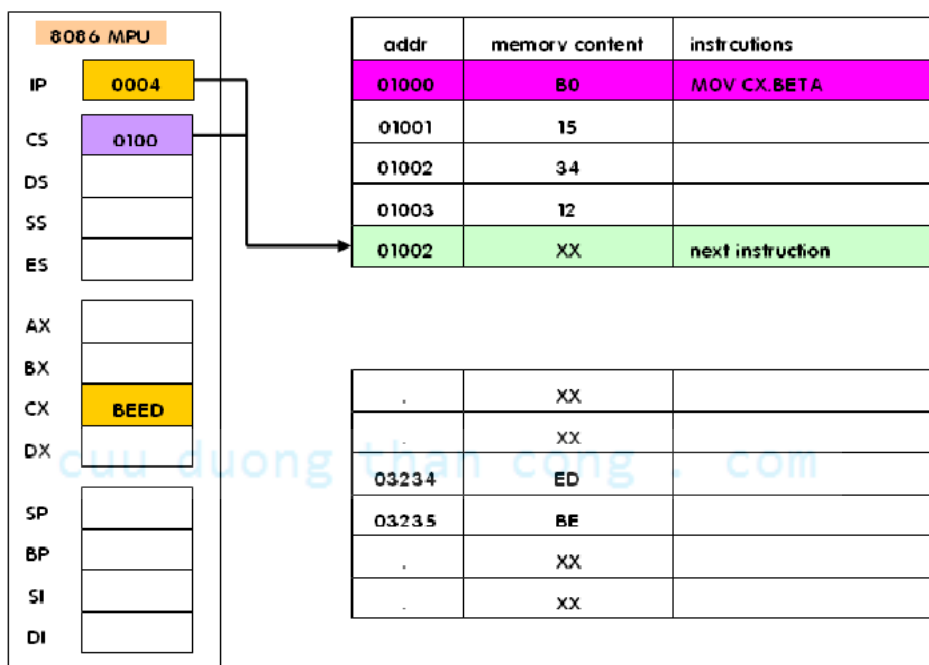 8086 MPU
IP 0004
CS 0100
DS
SS
ES
AX
BX
CX BEED
DX
SP
BP
SI
DI
addr memory content instrcutions
01000 B0 MOV CX.BETA
01001 15
01002 34
01003 12
01002 XX next instruction
. XX
. XX
03234 ED
03235 BE
. XX
. XX
cuu duong than cong . com